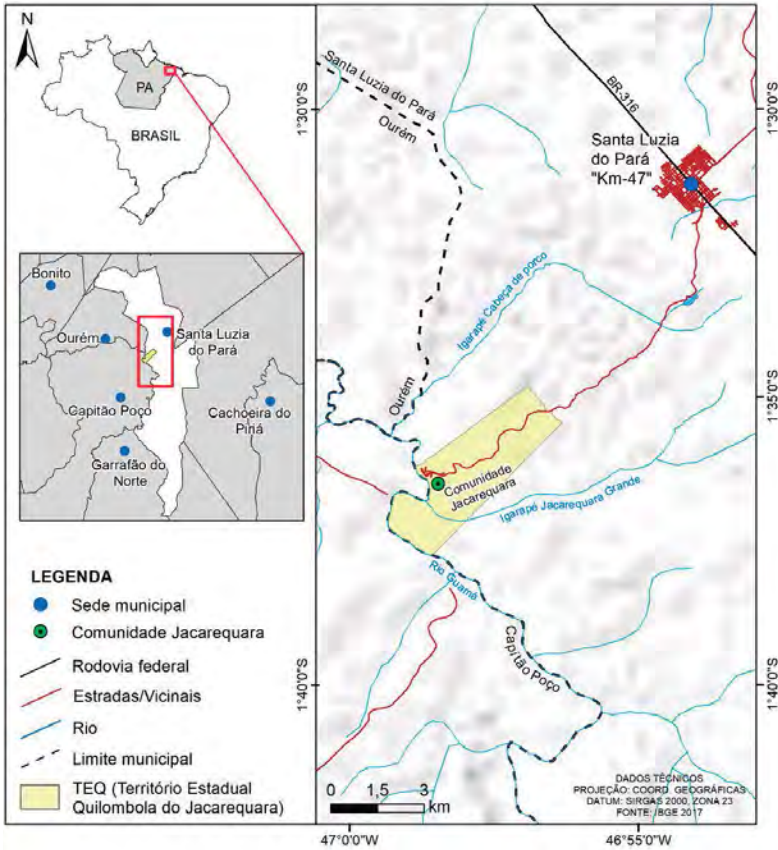 N
PA
BRASIL
Bonito
Ourém
Santa Luzia
do Pará
Capitão Poço
Cachoeira do
Piriá
Garrafão do
Norte
LEGENDA
Sede municipal
Comunidade Jacarequara
Rodovia federal
Estradas/Vicinais
Rio
Limite municipal
TEQ (Território Estadual
Quilombola do Jacarequara)
Santa Luzia do Pará
Ourém
BR-316
1°30'0"S
1°30'0"S
Santa Luzia
do Pará
"Km-47"
Igarapé Cabeça de porco
Ourém
1°35'0"S
1°35'0"S
Comunidade
Jacarequara
Igarapé Jacarequara Grande
Rio Guamá
Capitão Poço
1°40'0"S
1°40'0"S
0 1,5 3
km
DADOS TÉCNICOS
PROJEÇÃO: COORD. GEOGRÁFICAS
DATUM: SIRGAS 2000, ZONA 23
FONTE: IBGE 2017
47°0'0"W
46°55'0"W